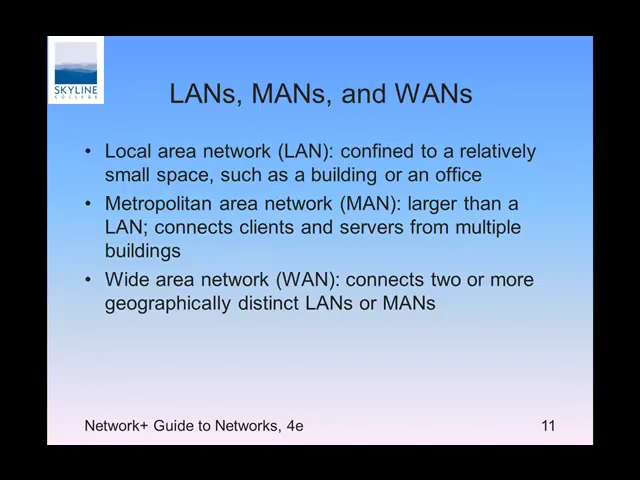 SKYLINE
COLLEGE
LANs, MANs, and WANs
• Local area network (LAN): confined to a relatively
small space, such as a building or an office
• Metropolitan area network (MAN): larger than a
LAN; connects clients and servers from multiple
buildings
• Wide area network (WAN): connects two or more
geographically distinct LANs or MANs
Network+ Guide to Networks, 4e
11